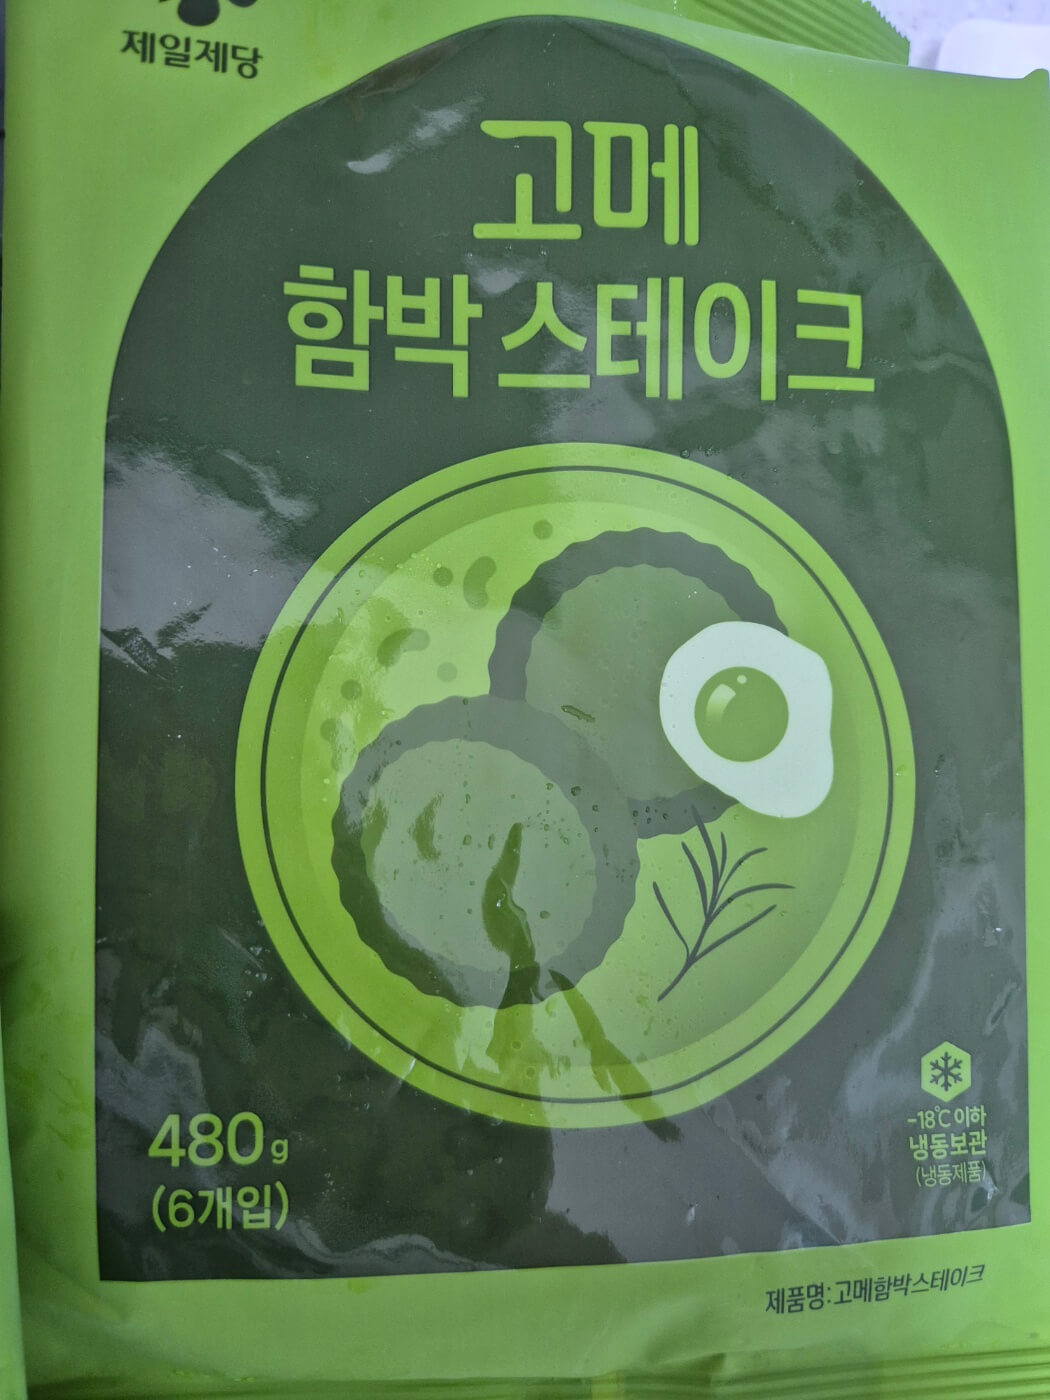 제일제당
고메
함박스테이크
480g
(6개입)
-18℃ 이하
냉동보관
(냉동제품)
제품명:고메함박스테이크